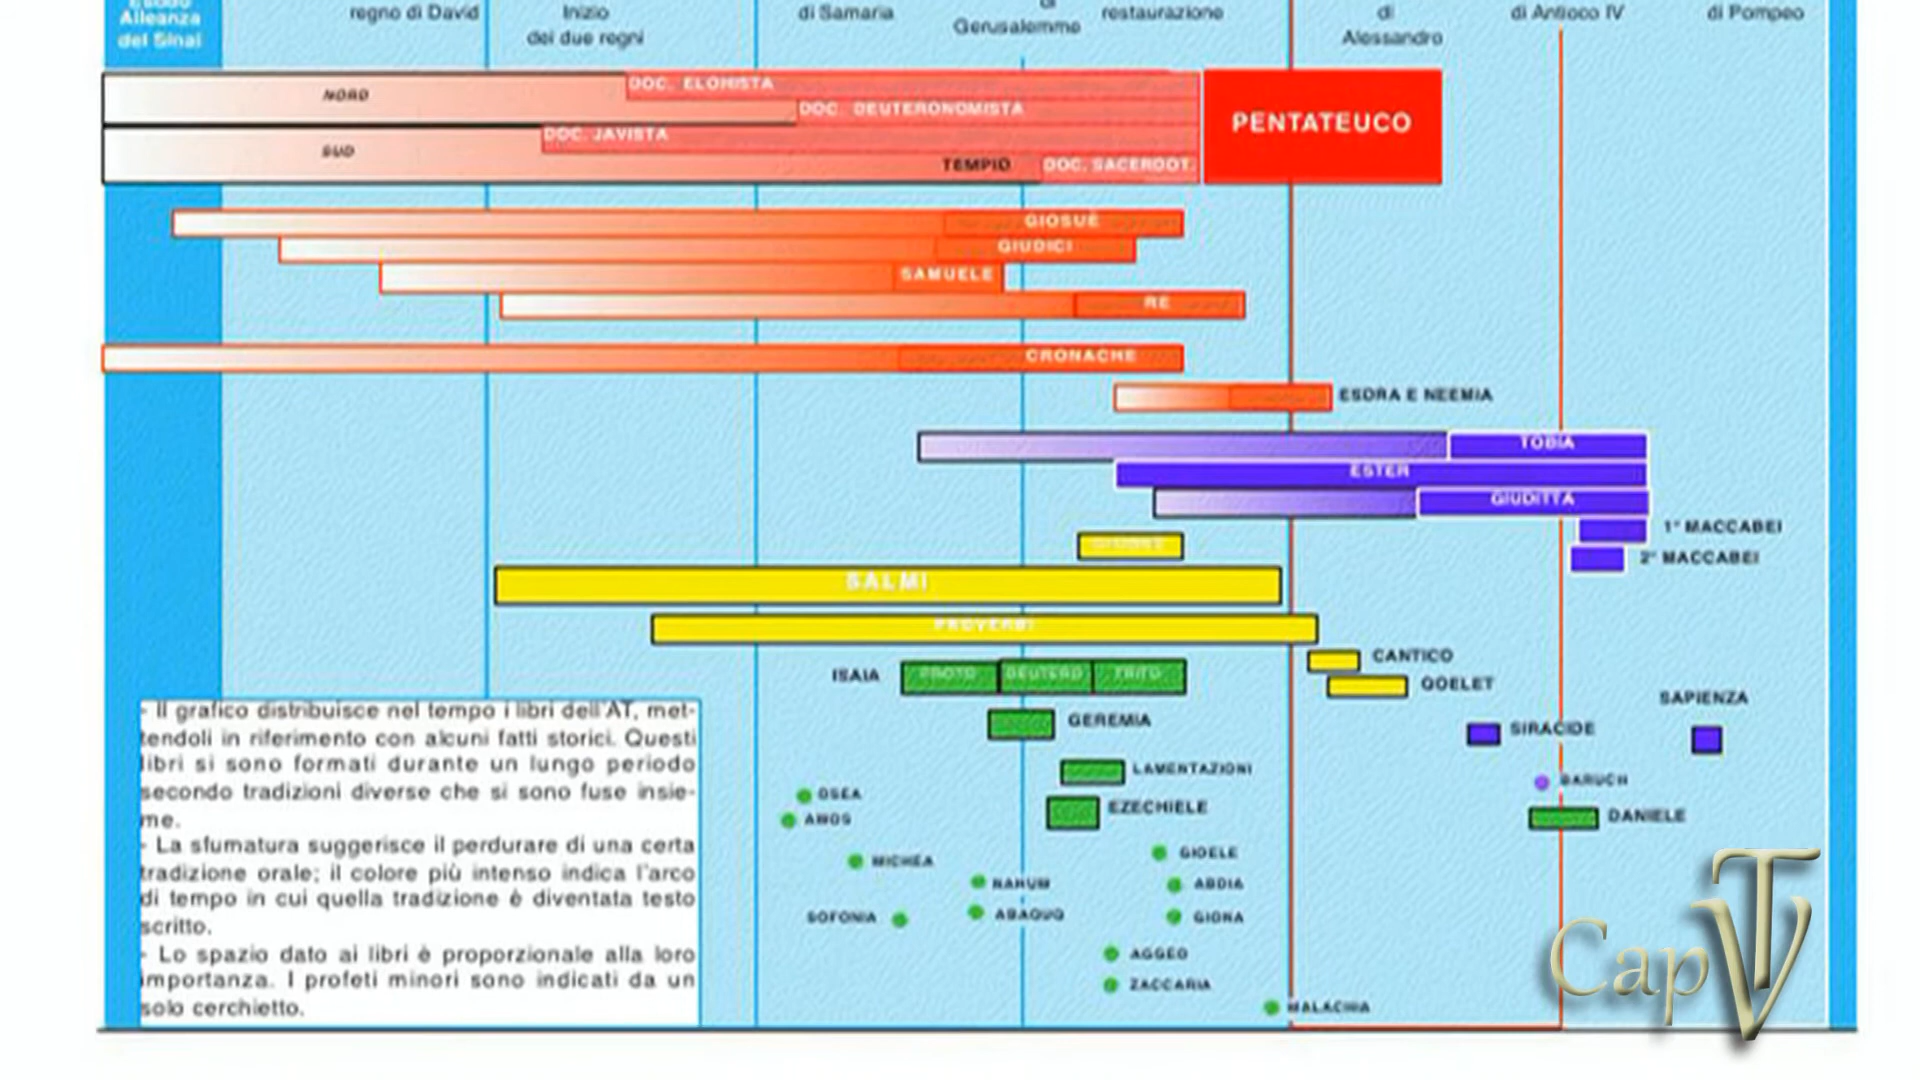 Esodo
Alleanza
del Sinai
regno di David
Inizio
dei due regni
di Samaria
di
Gerusalemme
restaurazione
di
Alessandro
di Antioco IV
di Pompeo
NORD
DOC. ELOHISTA
DOC. DEUTERONOMISTA
PENTATEUCO
DOC. JAVISTA
SUD
TEMPIO
DOC. SACERDOT.
GIOSUÈ
GIUDICI
SAMUELE
RE
CRONACHE
ESDRA E NEEMIA
TOBIA
ESTER
GIUDITTA
1° MACCABEI
2° MACCABEI
SALMI
PROVERBI
CANTICO
ISAIA
PROTO
DEUTERO
TRITO
QOELET
SAPIENZA
GEREMIA
SIRACIDE
LAMENTAZIONI
BARUCH
OSEA
EZECHIELE
AMOS
DANIELE
GIOELE
MICHEA
NAHUM
ABDIA
SOFONIA
ABAQUQ
GIONA
AGGEO
ZACCARIA
MALACHIA
- Il grafico distribuisce nel tempo i libri dell'AT, met-
tendoli in riferimento con alcuni fatti storici. Questi
libri si sono formati durante un lungo periodo
secondo tradizioni diverse che si sono fuse insie-
me.
- La sfumatura suggerisce il perdurare di una certa
tradizione orale; il colore più intenso indica l'arco
di tempo in cui quella tradizione è diventata testo
scritto.
- Lo spazio dato ai libri è proporzionale alla loro
importanza. I profeti minori sono indicati da un
solo cerchietto.
Cap TV